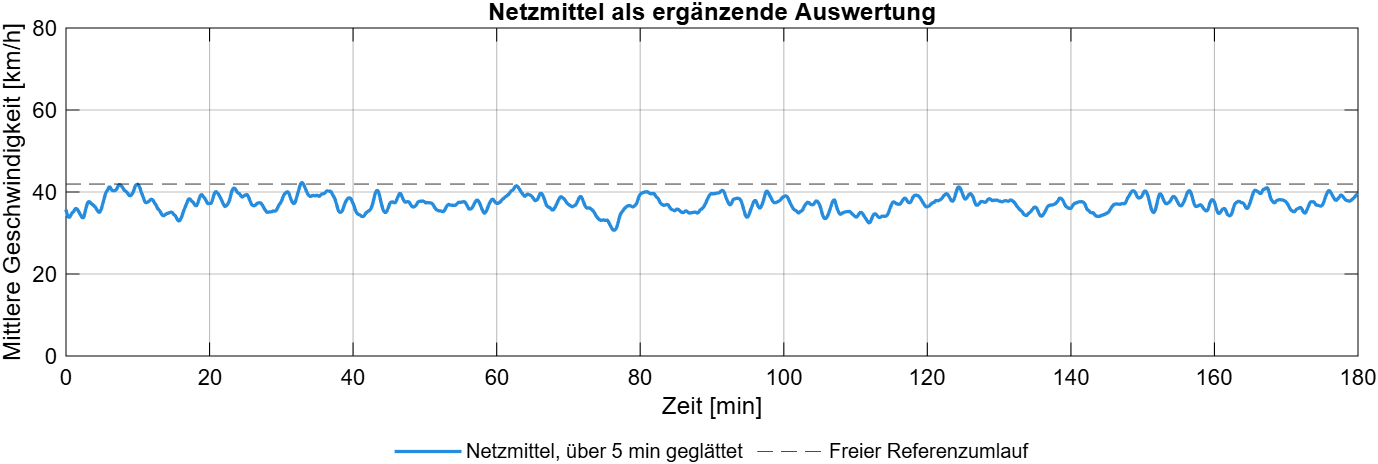 Netzmittel als ergänzende Auswertung
Mittlere Geschwindigkeit [km/h]
80
60
40
20
0
0 20 40 60 80 100 120 140 160 180
Zeit [min]
Netzmittel, über 5 min geglättet Freier Referenzumlauf